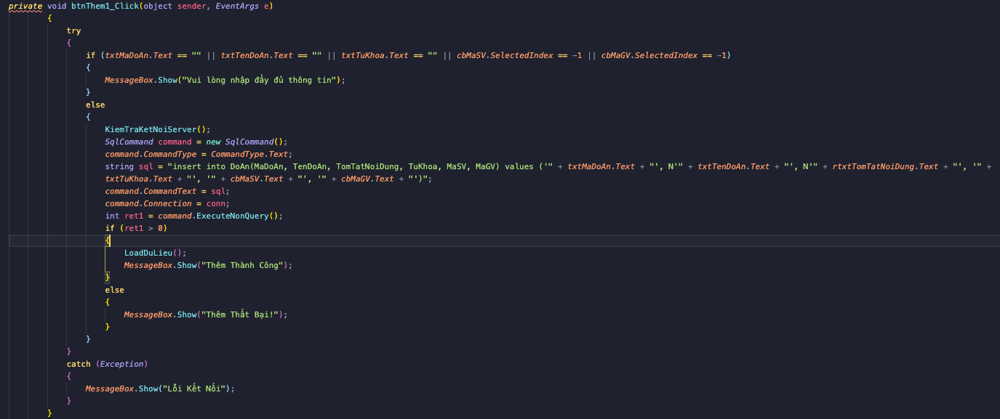 private void btnThem1_Click(object sender, EventArgs e)
{
try
{
if (txtMaDoAn.Text == "" || txtTenDoAn.Text == "" || txtTuKhoa.Text == "" || cbMaSV.SelectedIndex == -1 || cbMaGV.SelectedIndex == -1)
{
MessageBox.Show("Vui lòng nhập đầy đủ thông tin");
}
else
{
KiemTraKetNoiServer();
SqlCommand command = new SqlCommand();
command.CommandType = CommandType.Text;
string sql = "insert into DoAn(MaDoAn, TenDoAn, TomTatNoiDung, TuKhoa, MaSV, MaGV) values ('" + txtMaDoAn.Text + "', N'" + txtTenDoAn.Text + "', N'" + rtxtTomTatNoiDung.Text + "', '" +
txtTuKhoa.Text + "', '" + cbMaSV.Text + "', '" + cbMaGV.Text + "')";
command.CommandText = sql;
command.Connection = conn;
int ret1 = command.ExecuteNonQuery();
if (ret1 > 0)
{
LoadDuLieu();
MessageBox.Show("Thêm Thành Công");
}
else
{
MessageBox.Show("Thêm Thất Bại!");
}
}
}
catch (Exception)
{
MessageBox.Show("Lỗi Kết Nối");
}
}